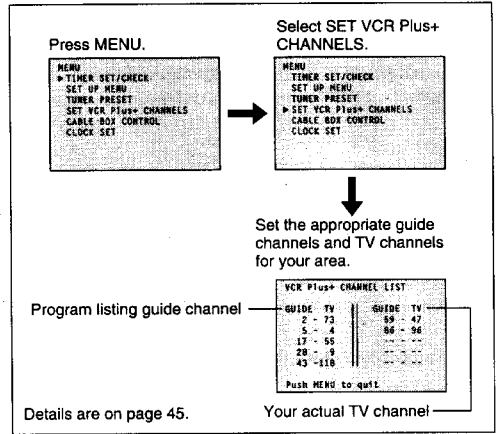 Press MENU.
MENU
▶ TIMER SET/CHECK
SET UP MENU
TUNER PRESET
SET VCR Plus+ CHANNELS
CABLE BOX CONTROL
CLOCK SET
Select SET VCR Plus+
CHANNELS.
MENU
TIMER SET/CHECK
SET UP MENU
TUNER PRESET
▶ SET VCR Plus+ CHANNELS
CABLE BOX CONTROL
CLOCK SET
Set the appropriate guide
channels and TV channels
for your area.
VCR Plus+ CHANNEL LIST
GUIDE TV GUIDE TV
2 - 73 69 - 47
5 - 4 86 - 96
17 - 55 -- - --
28 - 9 -- - --
43 -118 -- - --
Push MENU to quit
Program listing guide channel
Your actual TV channel
Details are on page 45.